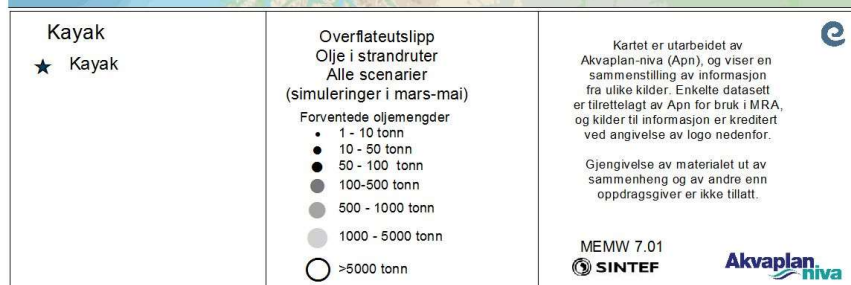 Kayak
Kayak
Overflateutslipp
Olje i strandruter
Alle scenarier
(simuleringer i mars-mai)
Forventede oljemengder
1 - 10 tonn
10 - 50 tonn
50 - 100 tonn
100-500 tonn
500 - 1000 tonn
1000 - 5000 tonn
>5000 tonn
Kartet er utarbeidet av
Akvaplan-niva (Apn), og viser en
sammenstilling av informasjon
fra ulike kilder. Enkelte datasett
er tilrettelagt av Apn for bruk i MRA,
og kilder til informasjon er kreditert
ved angivelse av logo nedenfor.
Gjengivelse av materialet ut av
sammenheng og av andre enn
oppdragsgiver er ikke tillatt.
MEMW 7.01
SINTEF
Akvaplan
niva